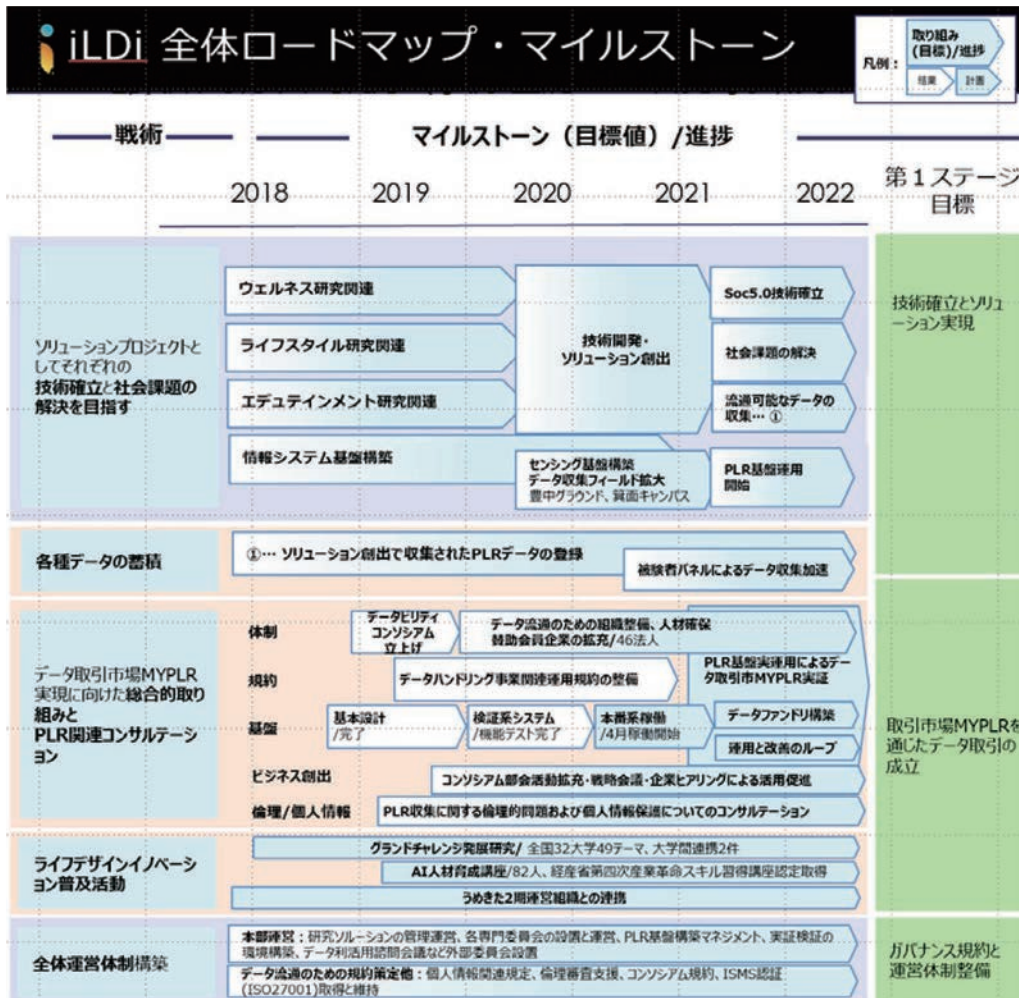 iLDi 全体ロードマップ・マイルストーン
凡例：
取り組み
(目標)/進捗
結果
計画
戦術
マイルストーン（目標値）/進捗
2018
2019
2020
2021
2022
第１ステージ
目標
ソリューションプロジェクトと
してそれぞれの
技術確立と社会課題の
解決を目指す
ウェルネス研究関連
ライフスタイル研究関連
エデュテインメント研究関連
情報システム基盤構築
技術開発・
ソリューション創出
センシング基盤構築
データ収集フィールド拡大
豊中グラウンド、箕面キャンパス
Soc5.0技術確立
社会課題の解決
流通可能なデータの
収集… ①
PLR基盤運用
開始
技術確立とソリュ
ーション実現
各種データの蓄積
①… ソリューション創出で収集されたPLRデータの登録
被験者パネルによるデータ収集加速
データ取引市場MYPLR
実現に向けた総合的取り
組みと
PLR関連コンサルテー
ション
体制
データビリティ
コンソシアム
立上げ
データ流通のための組織整備、人材確保
賛助会員企業の拡充/46法人
規約
データハンドリング事業関連運用規約の整備
PLR基盤実運用によるデー
タ取引市MYPLR実証
基盤
基本設計
/完了
検証系システム
/機能テスト完了
本番系稼働
/4月稼働開始
データファンドリ構築
運用と改善のループ
ビジネス創出
コンソシアム部会活動拡充・戦略会議・企業ヒアリングによる活用促進
倫理/個人情報
PLR収集に関する倫理的問題および個人情報保護についてのコンサルテーション
取引市場MYPLRを
通じたデータ取引の
成立
ライフデザインイノベー
ション普及活動
グランドチャレンジ発展研究/ 全国32大学49テーマ、大学間連携2件
AI人材育成講座/82人、経産省第四次産業革命スキル習得講座認定取得
うめきた2期運営組織との連携
全体運営体制構築
本部運営：研究ソルーションの管理運営、各専門委員会の設置と運営、PLR基盤構築マネジメント、実証検証の
環境構築、データ利活用諮問会議など外部委員会設置
データ流通のための規約策定他：個人情報関連規定、倫理審査支援、コンソシアム規約、ISMS認証
(ISO27001)取得と維持
ガバナンス規約と
運営体制整備